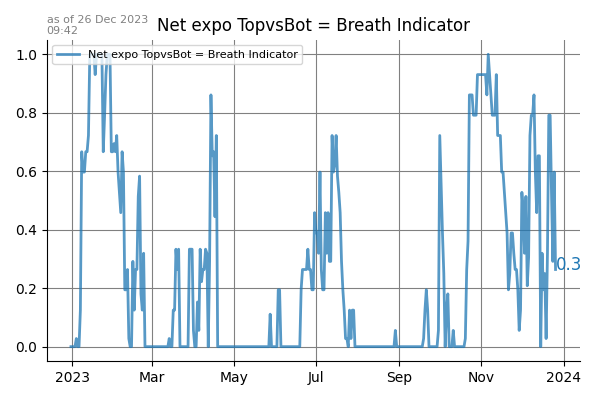 as of 26 Dec 2023
09:42
Net expo TopvsBot = Breath Indicator
Net expo TopvsBot = Breath Indicator
1.0
0.8
0.6
0.4
0.2
0.0
0.3
2023 Mar May Jul Sep Nov 2024